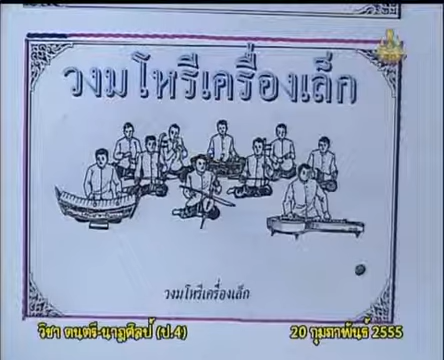 วงมโหรีเครื่องเล็ก
วงมโหรีเครื่องเล็ก
วิชา ดนตรี-นาฏศิลป์ (ป.4)
20 กุมภาพันธ์ 2555